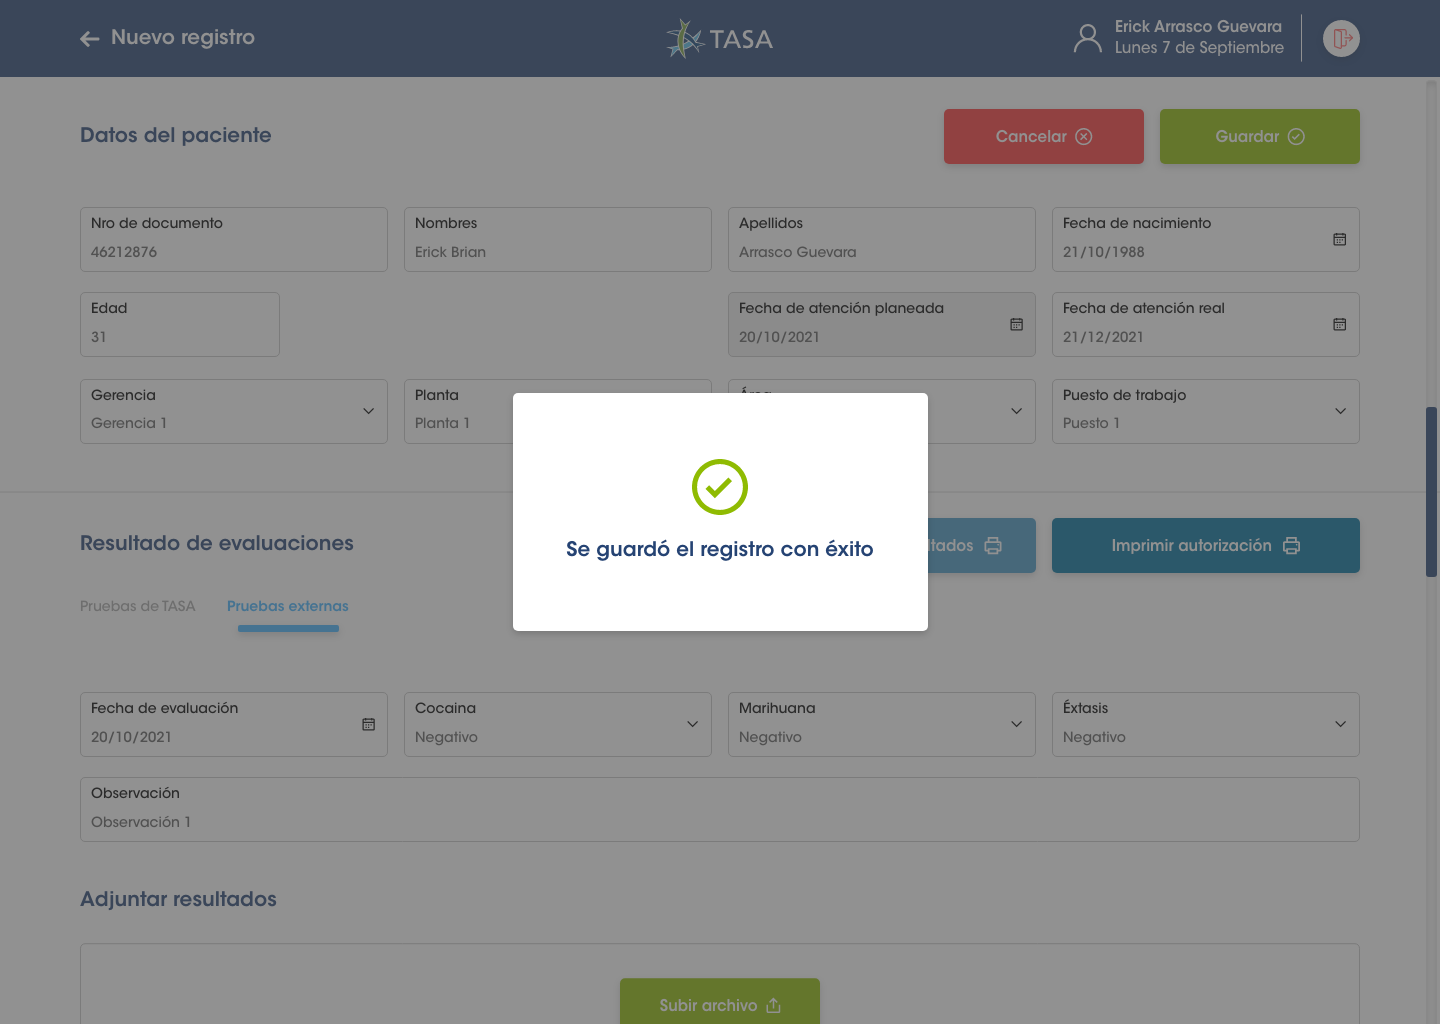 Nuevo registro
TASA
Erick Arrasco Guevara
Lunes 7 de Septiembre
Datos del paciente
Cancelar
Guardar
Nro de documento
46212876
Nombres
Erick Brian
Apellidos
Arrasco Guevara
Fecha de nacimiento
21/10/1988
Edad
31
Fecha de atención planeada
20/10/2021
Fecha de atención real
21/12/2021
Gerencia
Gerencia 1
Planta
Planta 1
Área
Puesto de trabajo
Puesto 1
Se guardó el registro con éxito
Resultado de evaluaciones
Imprimir autorización
Pruebas de TASA
Pruebas externas
Fecha de evaluación
20/10/2021
Cocaina
Negativo
Marihuana
Negativo
Éxtasis
Negativo
Observación
Observación 1
Adjuntar resultados
Subir archivo